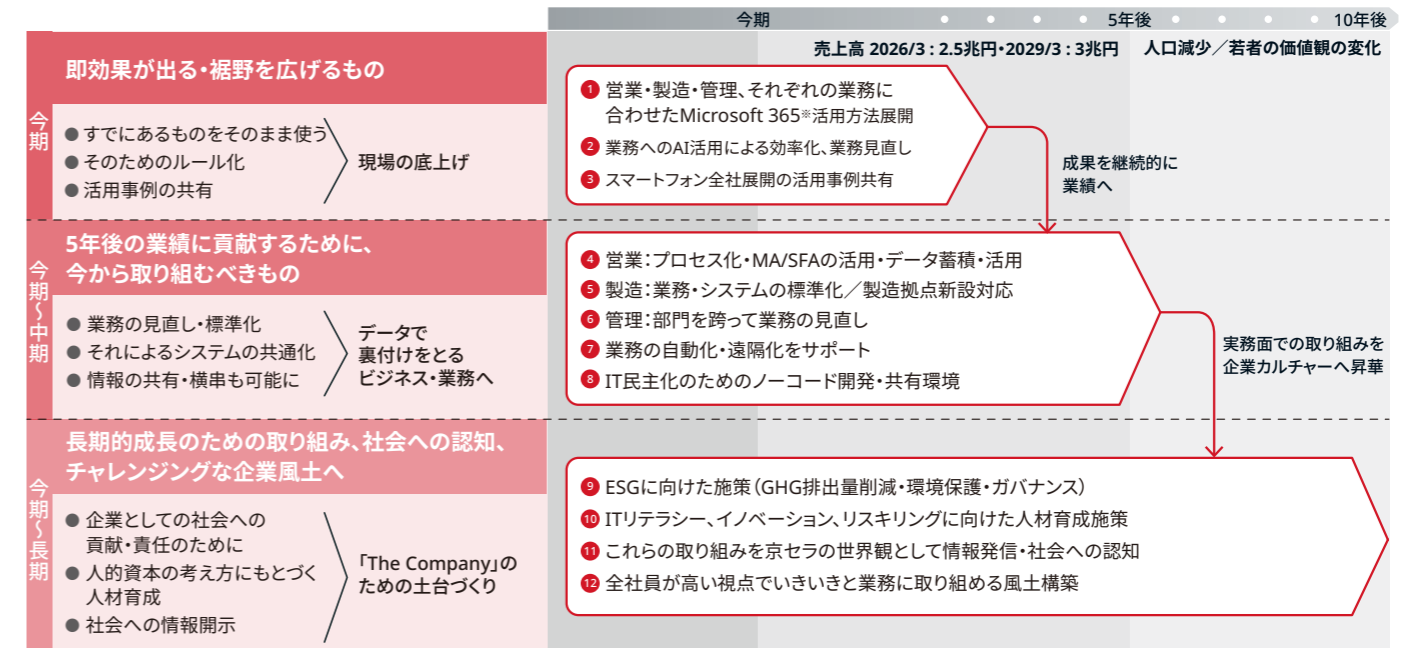 今期
5年後
10年後
売上高 2026/3 : 2.5兆円・2029/3 : 3兆円
人口減少／若者の価値観の変化
今期
即効果が出る・裾野を広げるもの
● すでにあるものをそのまま使う
● そのためのルール化
● 活用事例の共有
現場の底上げ
1 営業・製造・管理、それぞれの業務に
合わせたMicrosoft 365※活用方法展開
2 業務へのAI活用による効率化、業務見直し
3 スマートフォン全社展開の活用事例共有
成果を継続的に
業績へ
今期〜中期
5年後の業績に貢献するために、
今から取り組むべきもの
● 業務の見直し・標準化
● それによるシステムの共通化
● 情報の共有・横串も可能に
データで
裏付けをとる
ビジネス・業務へ
4 営業：プロセス化・MA/SFAの活用・データ蓄積・活用
5 製造：業務・システムの標準化／製造拠点新設対応
6 管理：部門を跨って業務の見直し
7 業務の自動化・遠隔化をサポート
8 IT民主化のためのノーコード開発・共有環境
実務面での取り組みを
企業カルチャーへ昇華
今期〜長期
長期的成長のための取り組み、社会への認知、
チャレンジングな企業風土へ
● 企業としての社会への
貢献・責任のために
● 人的資本の考え方にもとづく
人材育成
● 社会への情報開示
「The Company」の
ための土台づくり
9 ESGに向けた施策（GHG排出量削減・環境保護・ガバナンス）
10 ITリテラシー、イノベーション、リスキリングに向けた人材育成施策
11 これらの取り組みを京セラの世界観として情報発信・社会への認知
12 全社員が高い視点でいきいきと業務に取り組める風土構築